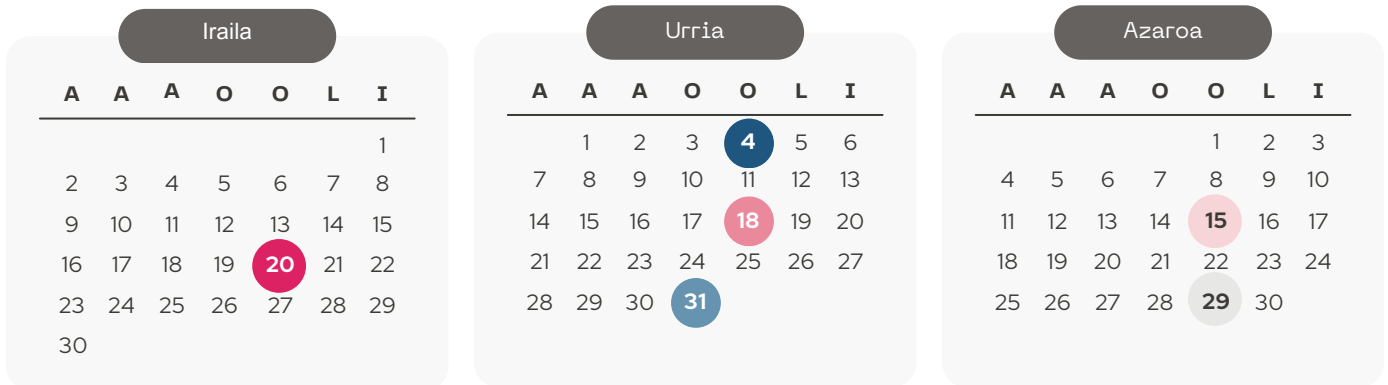 Iraila
A A A O O L I
1
2 3 4 5 6 7 8
9 10 11 12 13 14 15
16 17 18 19 20 21 22
23 24 25 26 27 28 29
30
Urria
A A A O O L I
1 2 3 4 5 6
7 8 9 10 11 12 13
14 15 16 17 18 19 20
21 22 23 24 25 26 27
28 29 30 31
Azaroa
A A A O O L I
1 2 3
4 5 6 7 8 9 10
11 12 13 14 15 16 17
18 19 20 21 22 23 24
25 26 27 28 29 30